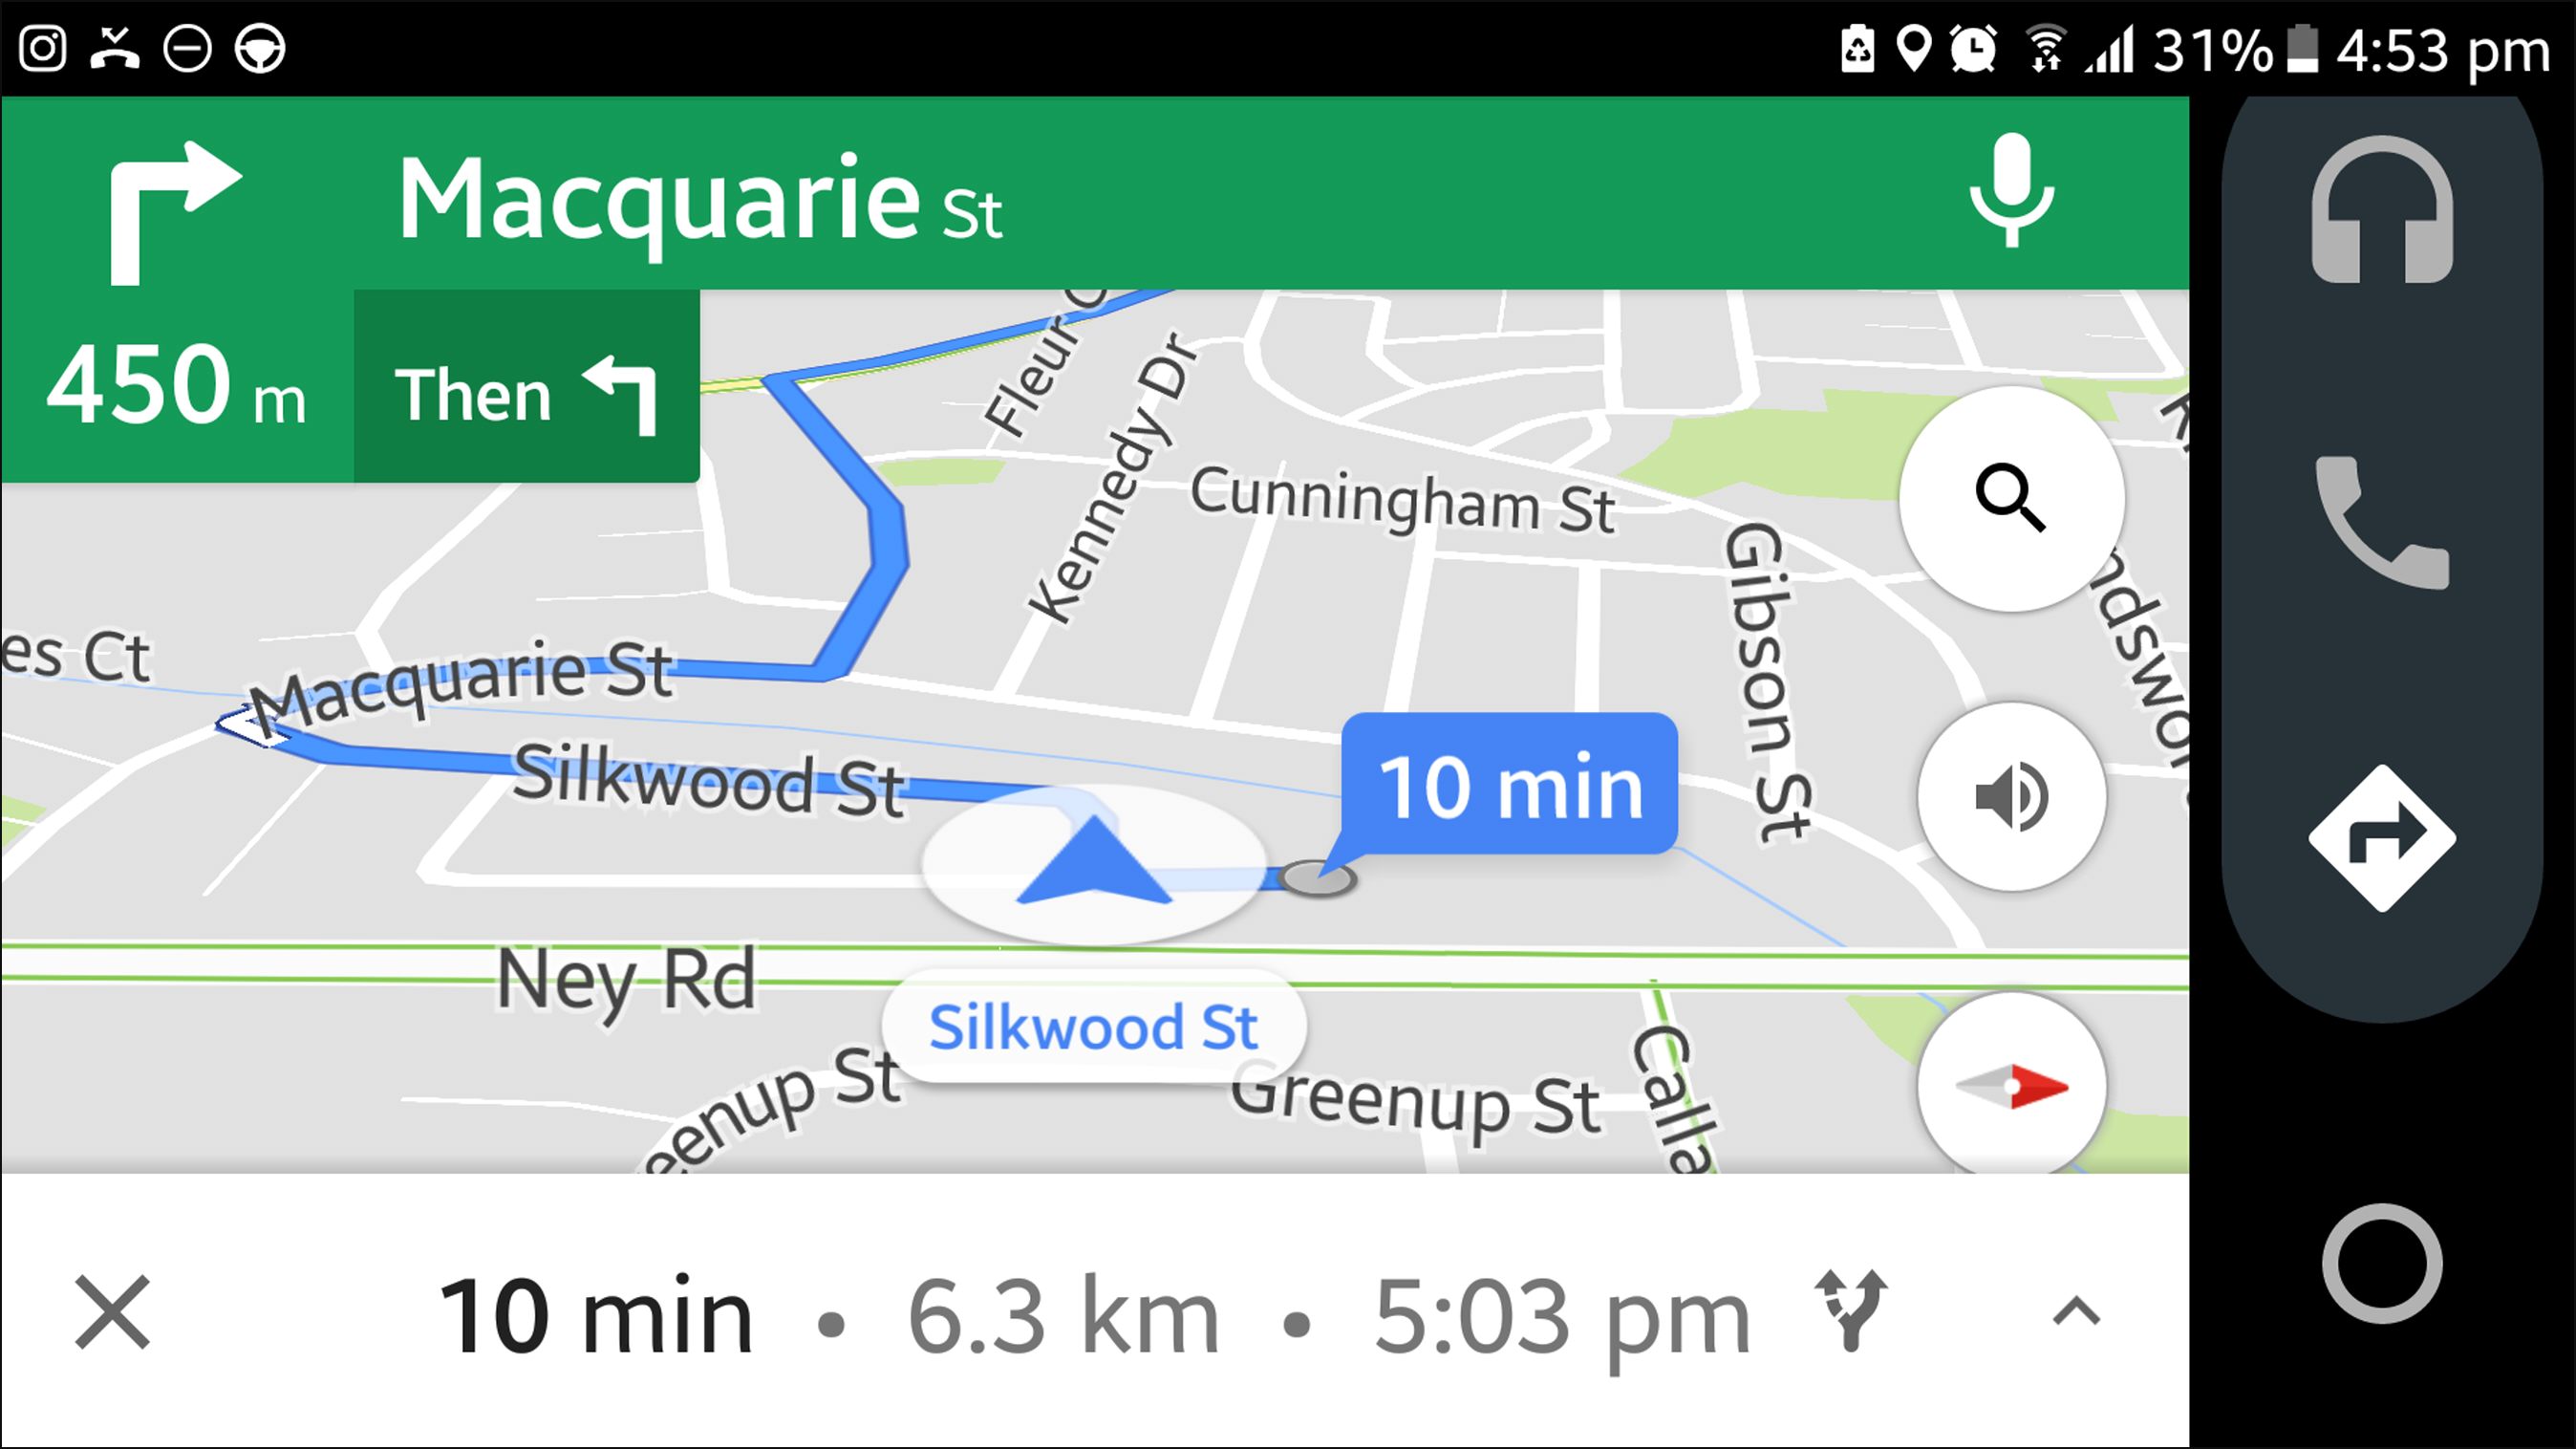 31% 4:53 pm
Macquarie St
450 m
Then
Fleur
Kennedy Dr
Cunningham St
Gibson St
es Ct
Macquarie St
Silkwood St
10 min
Ney Rd
Silkwood St
eenup St
Greenup St
Calla
10 min • 6.3 km • 5:03 pm